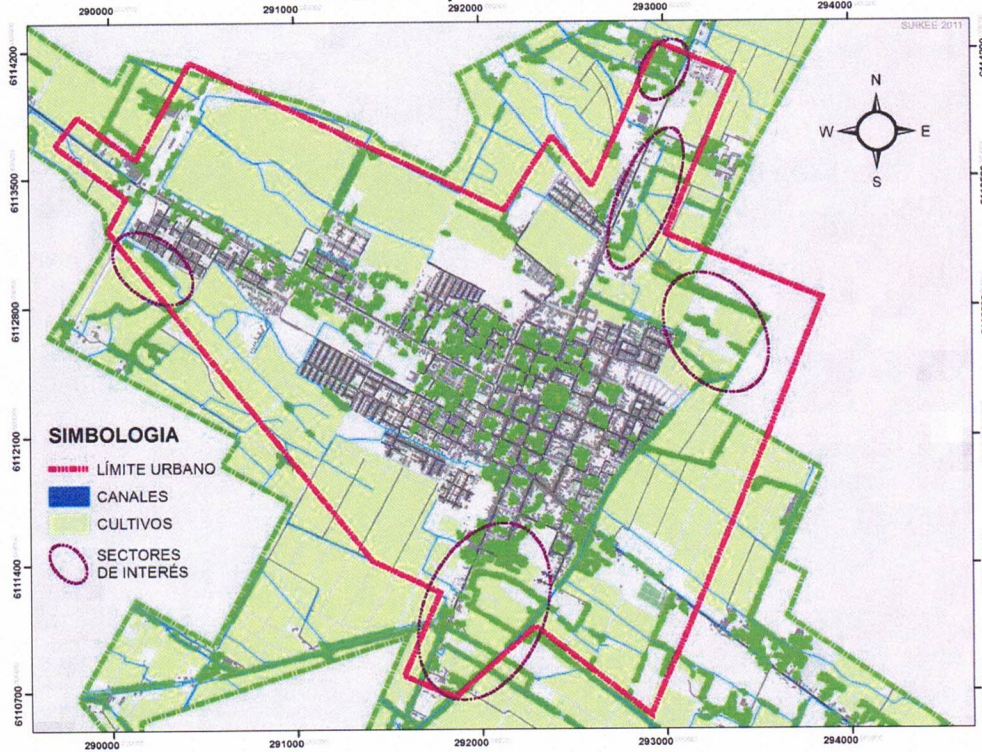 290000 291000 292000 293000 294000
SUIKEE 2011
6114200
N
W E
S
6113500
6112800
6112100
6111400
6110700
SIMBOLOGIA
LÍMITE URBANO
CANALES
CULTIVOS
SECTORES
DE INTERÉS
290000 291000 292000 293000 294000